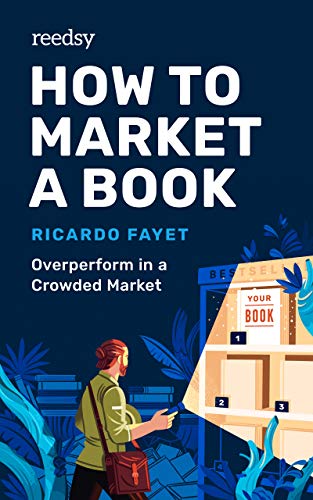 reedsy
HOW TO
MARKET
A BOOK
RICARDO FAYET
Overperform in a
Crowded Market
BESTSELL
YOUR
BOOK
1
2
3